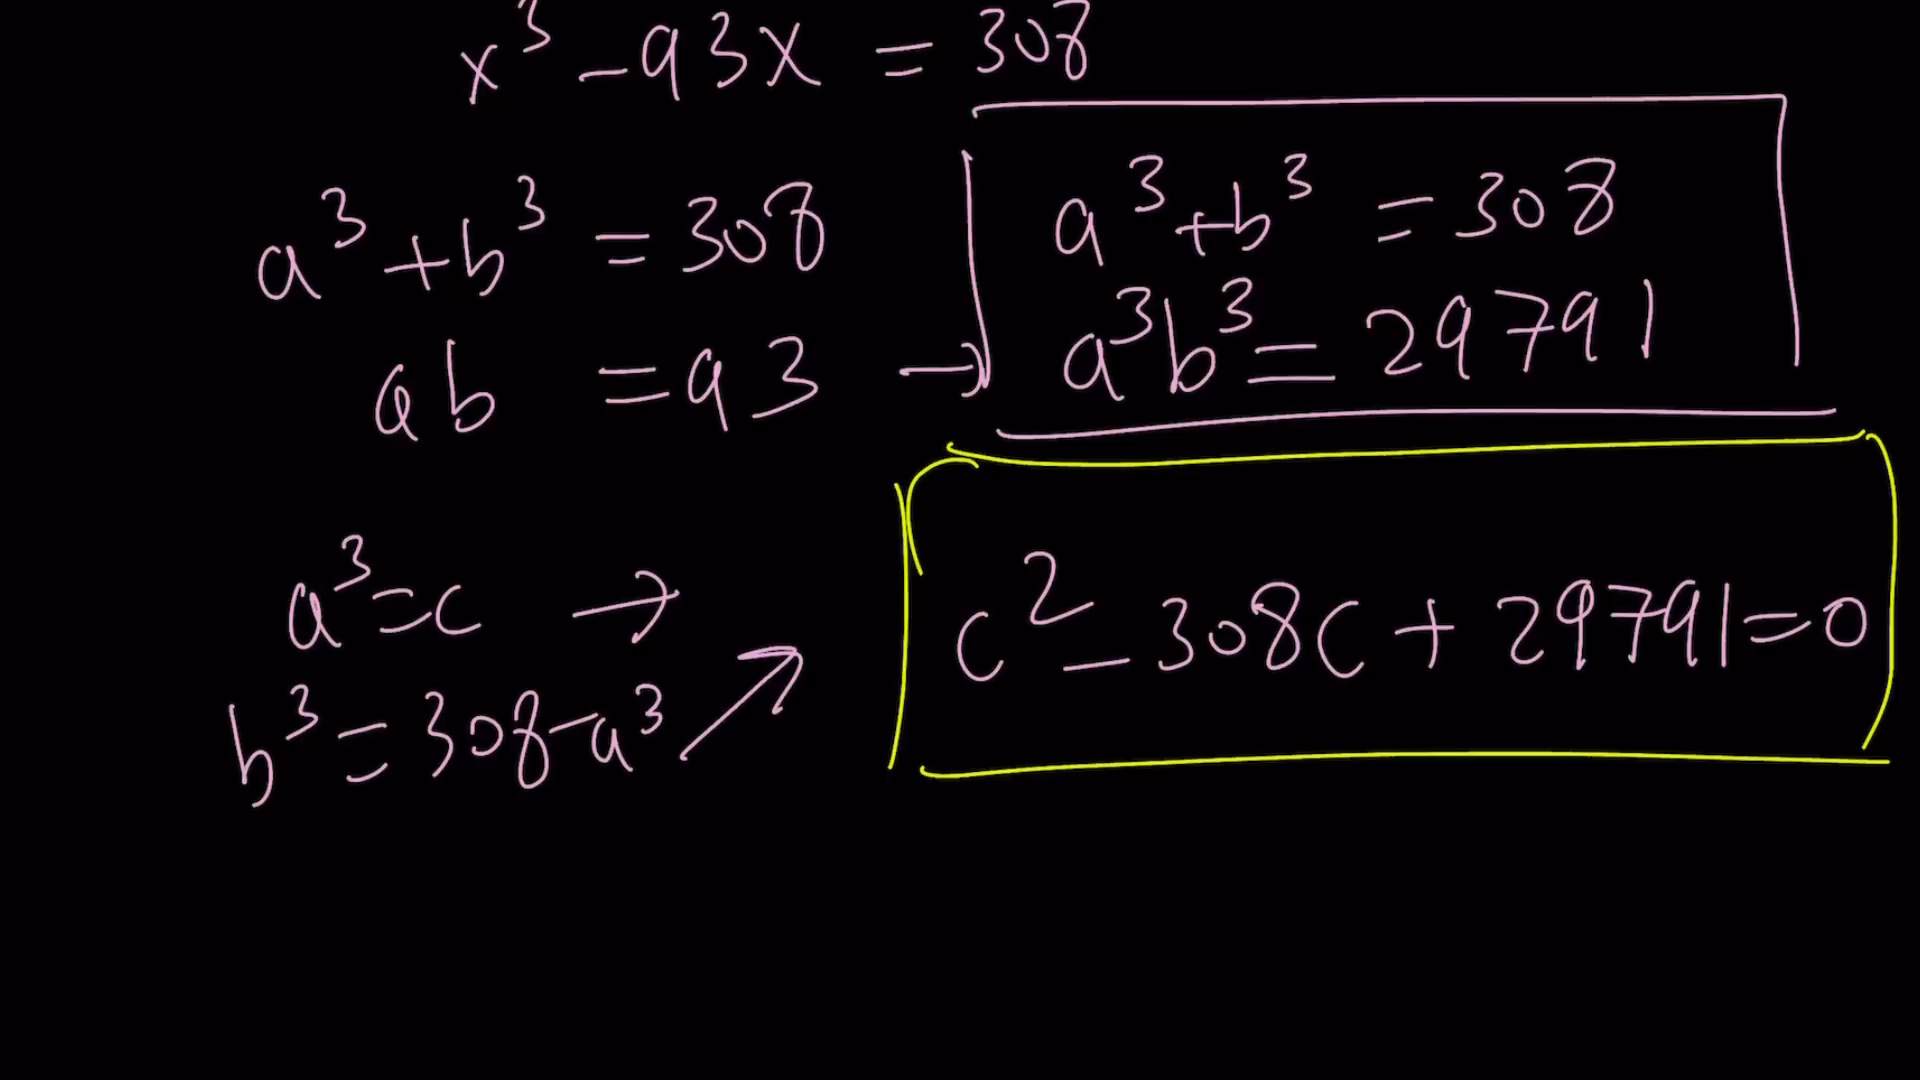 x³ - 93x = 308
a³ + b³ = 308
ab = 93 →
a³ + b³ = 308
a³b³ = 29791
a³ = c →
b³ = 308 - a³ ↗
c² - 308c + 29791 = 0